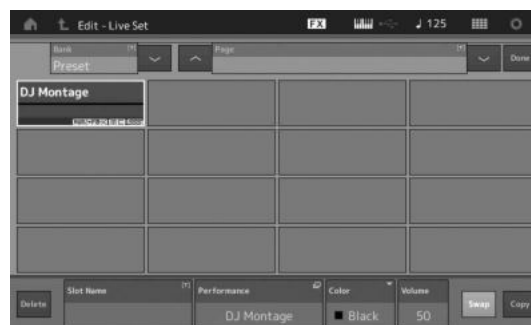 Edit - Live Set
FX
♩ 125
Bank
Page
Preset
Done
DJ Montage
Slot Name
Performance
Color
Volume
Delete
DJ Montage
Black
50
Swap
Copy